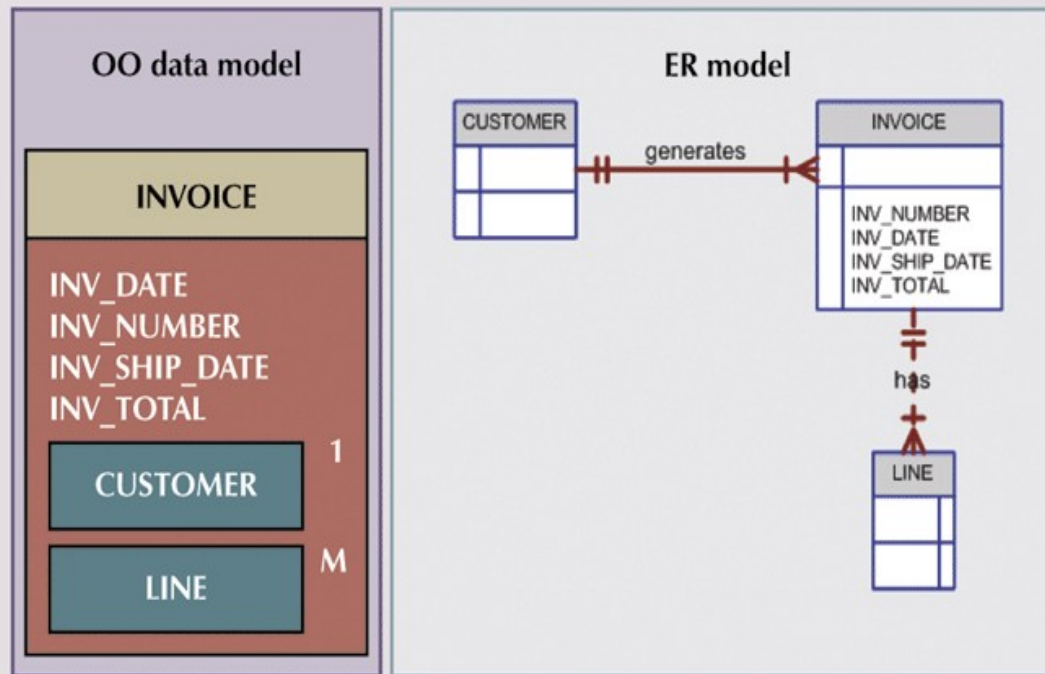 OO data model
INVOICE
INV_DATE
INV_NUMBER
INV_SHIP_DATE
INV_TOTAL
1
CUSTOMER
M
LINE
ER model
CUSTOMER
generates
INVOICE
INV_NUMBER
INV_DATE
INV_SHIP_DATE
INV_TOTAL
has
LINE